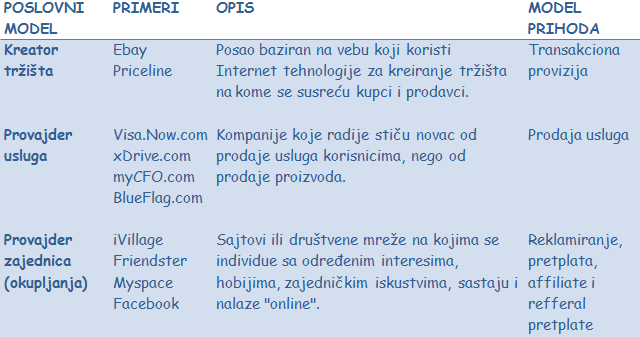 POSLOVNI MODEL PRIMERI OPIS MODEL PRIHODA
Kreator tržišta
Ebay
Priceline
Posao baziran na vebu koji koristi
Internet tehnologije za kreiranje tržišta
na kome se susreću kupci i prodavci.
Transakciona
provizija
Provajder
usluga
Visa.Now.com
xDrive.com
myCFO.com
BlueFlag.com
Kompanije koje radije stiču novac od
prodaje usluga korisnicima, nego od
prodaje proizvoda.
Prodaja usluga
Provajder
zajednica
(okupljanja)
iVillage
Friendster
Myspace
Facebook
Sajtovi ili društvene mreže na kojima se
individue sa određenim interesima,
hobijima, zajedničkim iskustvima, sastaju i
nalaze "online".
Reklamiranje,
pretplata,
affiliate i
refferal
pretplate